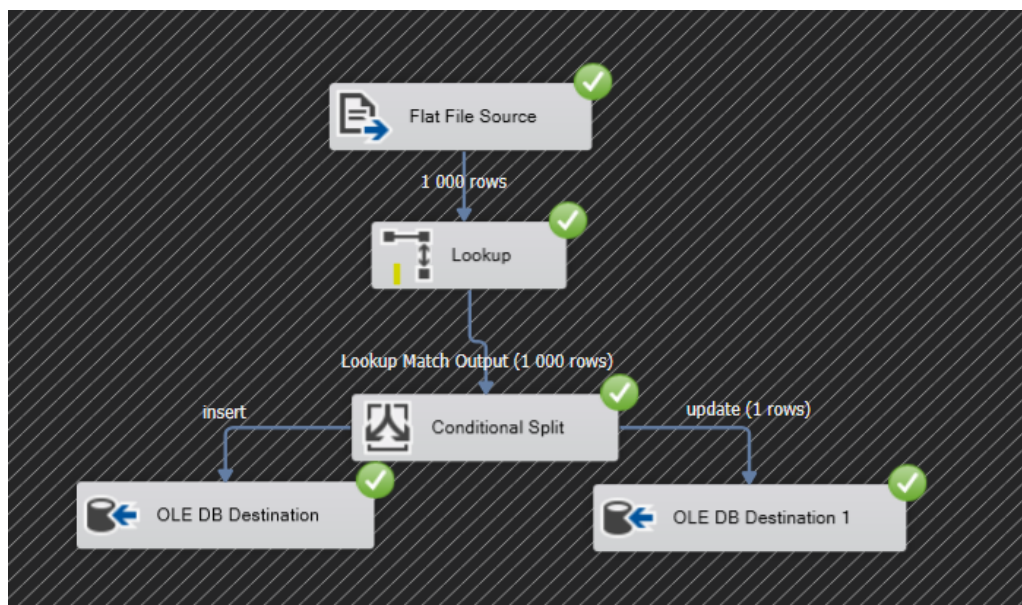 Flat File Source
1 000 rows
Lookup
Lookup Match Output (1 000 rows)
insert
Conditional Split
update (1 rows)
OLE DB Destination
OLE DB Destination 1